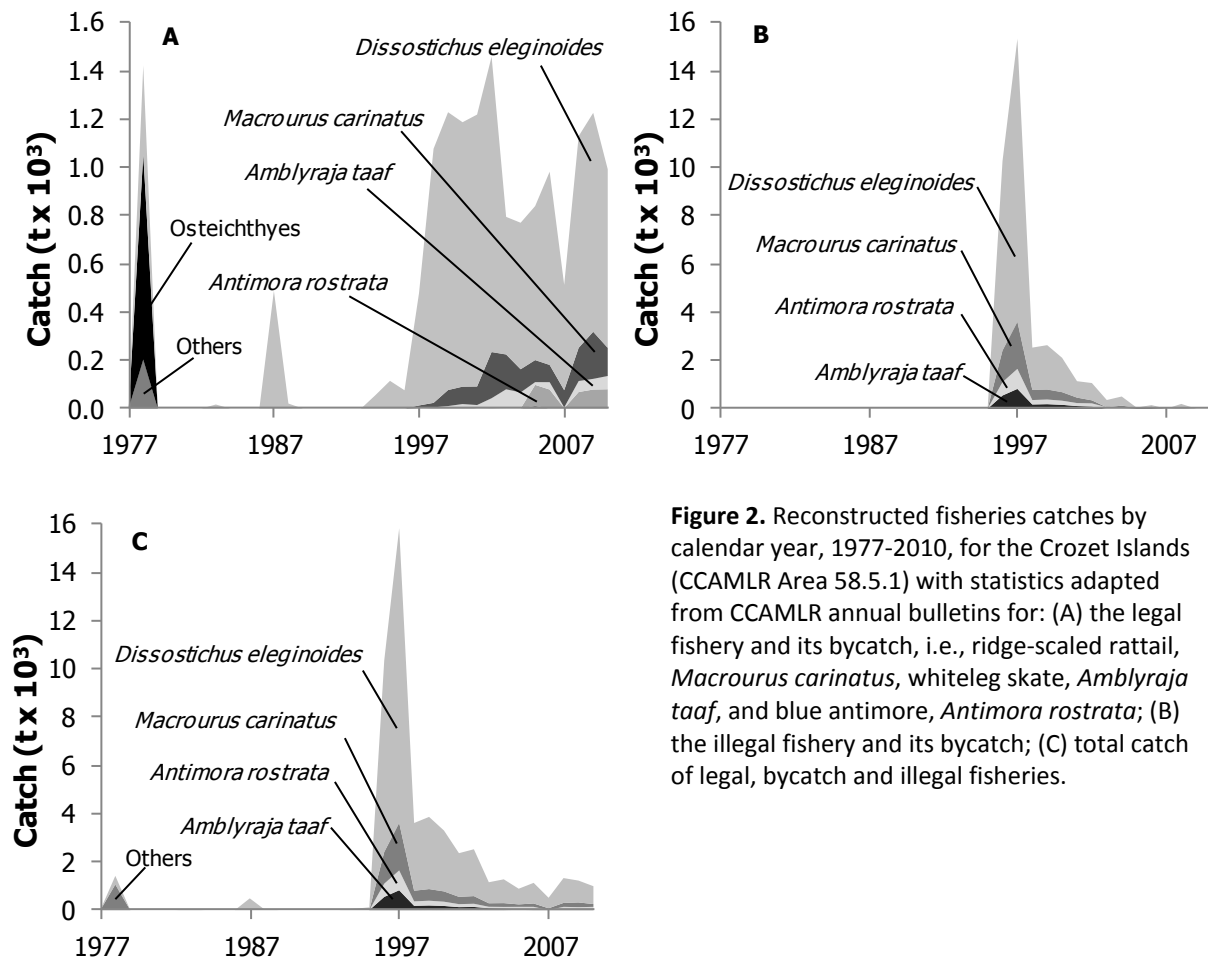 A
Catch (t x 10³)
1.6
1.4
1.2
1.0
0.8
0.6
0.4
0.2
0.0
Dissostichus eleginoides
Macrourus carinatus
Amblyraja taaf
Osteichthyes
Antimora rostrata
Others
1977 1987 1997 2007
B
Catch (t x 10³)
16
14
12
10
8
6
4
2
0
Dissostichus eleginoides
Macrourus carinatus
Antimora rostrata
Amblyraja taaf
1977 1987 1997 2007
C
Catch (t x 10³)
16
14
12
10
8
6
4
2
0
Dissostichus eleginoides
Macrourus carinatus
Antimora rostrata
Amblyraja taaf
Others
1977 1987 1997 2007
Figure 2. Reconstructed fisheries catches by
calendar year, 1977-2010, for the Crozet Islands
(CCAMLR Area 58.5.1) with statistics adapted
from CCAMLR annual bulletins for: (A) the legal
fishery and its bycatch, i.e., ridge-scaled rattail,
Macrourus carinatus, whiteleg skate, Amblyraja
taaf, and blue antimore, Antimora rostrata; (B)
the illegal fishery and its bycatch; (C) total catch
of legal, bycatch and illegal fisheries.